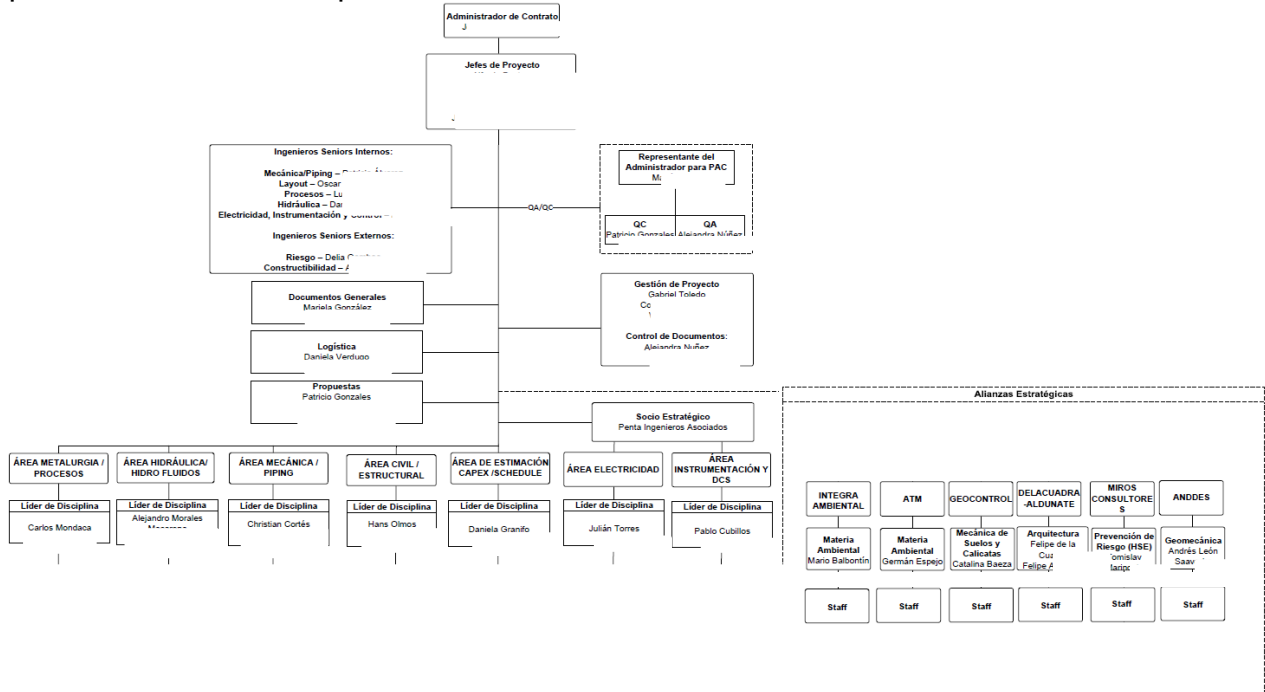 Administrador de Contrato
Jefes de Proyecto
Ingenieros Seniors Internos:
Mecánica/Piping –
Layout – Oscar
Procesos –
Hidráulica –
Electricidad, Instrumentación y Control –
Ingenieros Seniors Externos:
Riesgo – Delia
Constructibilidad –
QA/QC
Representante del
Administrador para PAC
QC
Patricio Gonzales
QA
Alejandra Núñez
Documentos Generales
Mariela González
Gestión de Proyecto
Gabriel Toledo
Control de Documentos:
Alejandra Nuñez
Logística
Daniela Verdugo
Propuestas
Patricio Gonzales
Socio Estratégico
Penta Ingenieros Asociados
Alianzas Estratégicas
ÁREA METALURGIA /
PROCESOS
Líder de Disciplina
Carlos Mondaca
ÁREA HIDRÁULICA/
HIDRO FLUIDOS
Líder de Disciplina
Alejandro Morales
ÁREA MECÁNICA /
PIPING
Líder de Disciplina
Christian Cortés
ÁREA CIVIL /
ESTRUCTURAL
Líder de Disciplina
Hans Olmos
ÁREA DE ESTIMACIÓN
CAPEX /SCHEDULE
Líder de Disciplina
Daniela Granifo
ÁREA ELECTRICIDAD
Líder de Disciplina
Julián Torres
ÁREA
INSTRUMENTACIÓN Y
DCS
Líder de Disciplina
Pablo Cubillos
INTEGRA
AMBIENTAL
Materia
Ambiental
Mario Balbontín
Staff
ATM
Materia
Ambiental
Germán Espejo
Staff
GEOCONTROL
Mecánica de
Suelos y
Calicatas
Catalina Baeza
Staff
DELACUADRA
-ALDUNATE
Arquitectura
Felipe de la
Felipe
Staff
MIROS
CONSULTORE
S
Prevención de
Riesgo (HSE)
Staff
ANDDES
Geomecánica
Andrés León
Staff